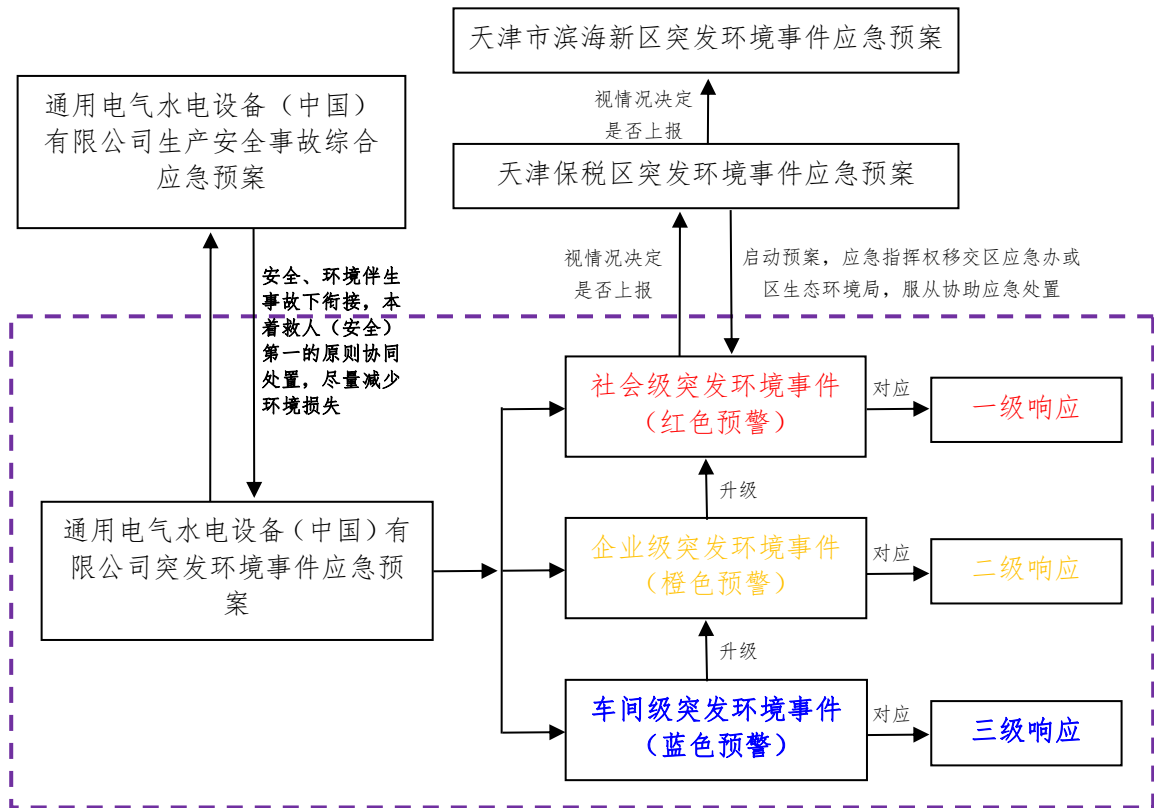 天津市滨海新区突发环境事件应急预案
视情况决定
是否上报
通用电气水电设备（中国）
有限公司生产安全事故综合
应急预案
天津保税区突发环境事件应急预案
视情况决定
是否上报
启动预案，应急指挥权移交区应急办或
区生态环境局，服从协助应急处置
安全、环境伴生
事故下衔接，本
着救人（安全）
第一的原则协同
处置，尽量减少
环境损失
社会级突发环境事件
（红色预警）
对应
一级响应
升级
通用电气水电设备（中国）有
限公司突发环境事件应急预
案
企业级突发环境事件
（橙色预警）
对应
二级响应
升级
车间级突发环境事件
（蓝色预警）
对应
三级响应